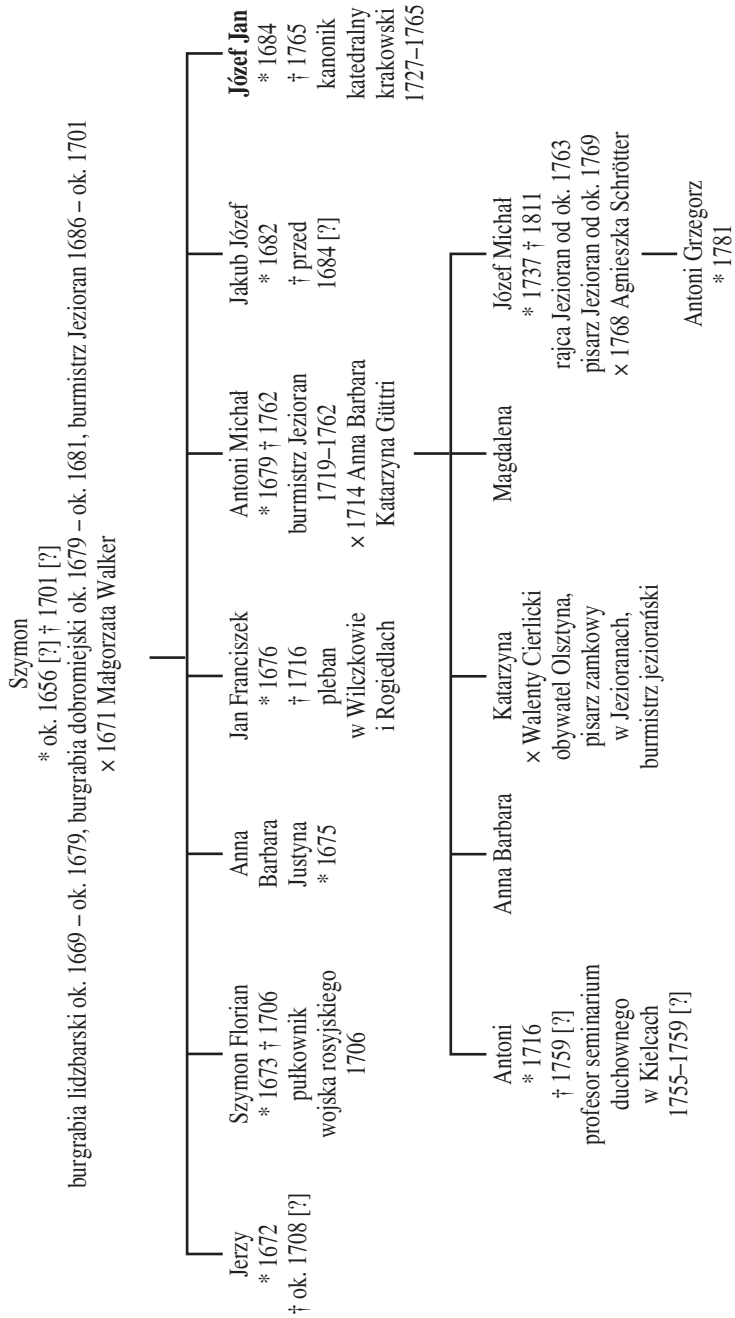 Szymon
* ok. 1656 [?] † 1701 [?]
burgrabia lidzbarski ok. 1669 – ok. 1679, burgrabia dobromiejski ok. 1679 – ok. 1681, burmistrz Jezioran 1686 – ok. 1701
× 1671 Małgorzata Walker
Jerzy
* 1672
† ok. 1708 [?]
Szymon Florian
* 1673 † 1706
pułkownik
wojska rosyjskiego
1706
Anna
Barbara
Justyna
* 1675
Jan Franciszek
* 1676
† 1716
pleban
w Wilczkowie
i Rogiedlach
Antoni Michał
* 1679 † 1762
burmistrz Jezioran
1719–1762
× 1714 Anna Barbara
Katarzyna Güttri
Jakub Józef
* 1682
† przed
1684 [?]
Józef Jan
* 1684
† 1765
kanonik
katedralny
krakowski
1727–1765
Antoni
* 1716
† 1759 [?]
profesor seminarium
duchownego
w Kielcach
1755–1759 [?]
Anna Barbara
Katarzyna
× Walenty Cierlicki
obywatel Olsztyna,
pisarz zamkowy
w Jezioranach,
burmistrz jeziorański
Magdalena
Józef Michał
* 1737 † 1811
rajca Jezioran od ok. 1763
pisarz Jezioran od ok. 1769
× 1768 Agnieszka Schrötter
Antoni Grzegorz
* 1781